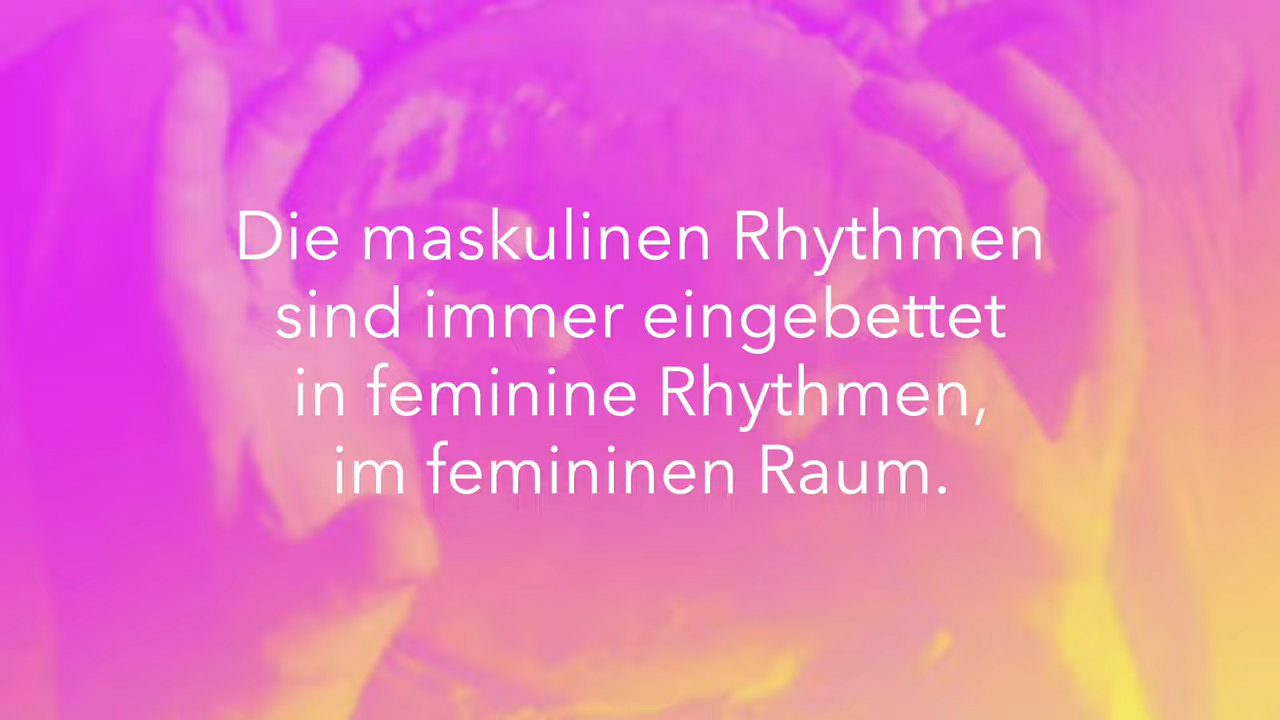 Die maskulinen Rhythmen
sind immer eingebettet
in feminine Rhythmen,
im femininen Raum.